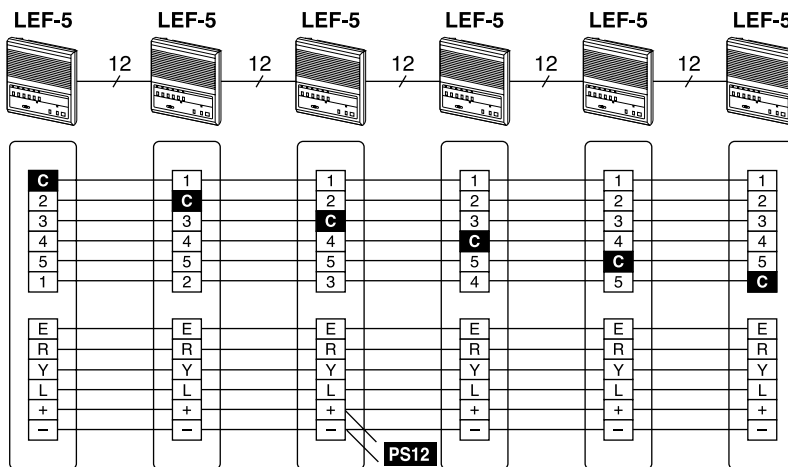 LEF-5 LEF-5 LEF-5 LEF-5 LEF-5 LEF-5
12 12 12 12 12
C 1 1 1 1 1
2 C 2 2 2 2
3 3 C 3 3 3
4 4 4 C 4 4
5 5 5 5 C 5
1 2 3 4 5 C
E E E E E E
R R R R R R
Y Y Y Y Y Y
L L L L L L
+ + + + + +
– – – – – –
PS12